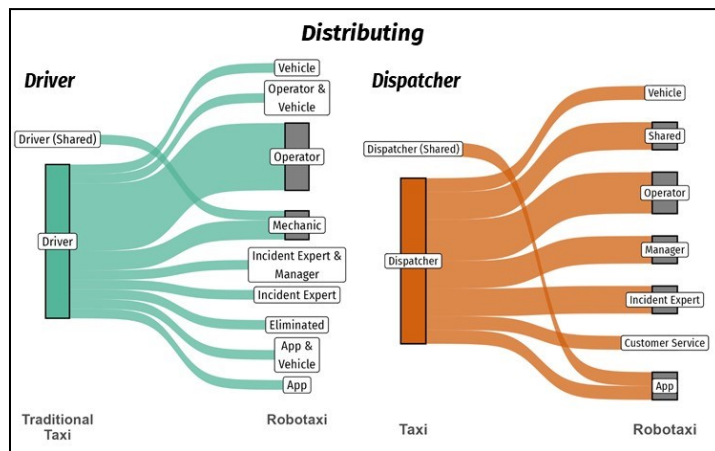 Distributing
Driver
Vehicle
Operator &
Vehicle
Driver (Shared)
Operator
Mechanic
Driver
Incident Expert &
Manager
Incident Expert
Eliminated
App &
Vehicle
App
Traditional
Taxi
Robotaxi
Dispatcher
Vehicle
Dispatcher (Shared)
Shared
Operator
Manager
Dispatcher
Incident Expert
Customer Service
App
Taxi
Robotaxi